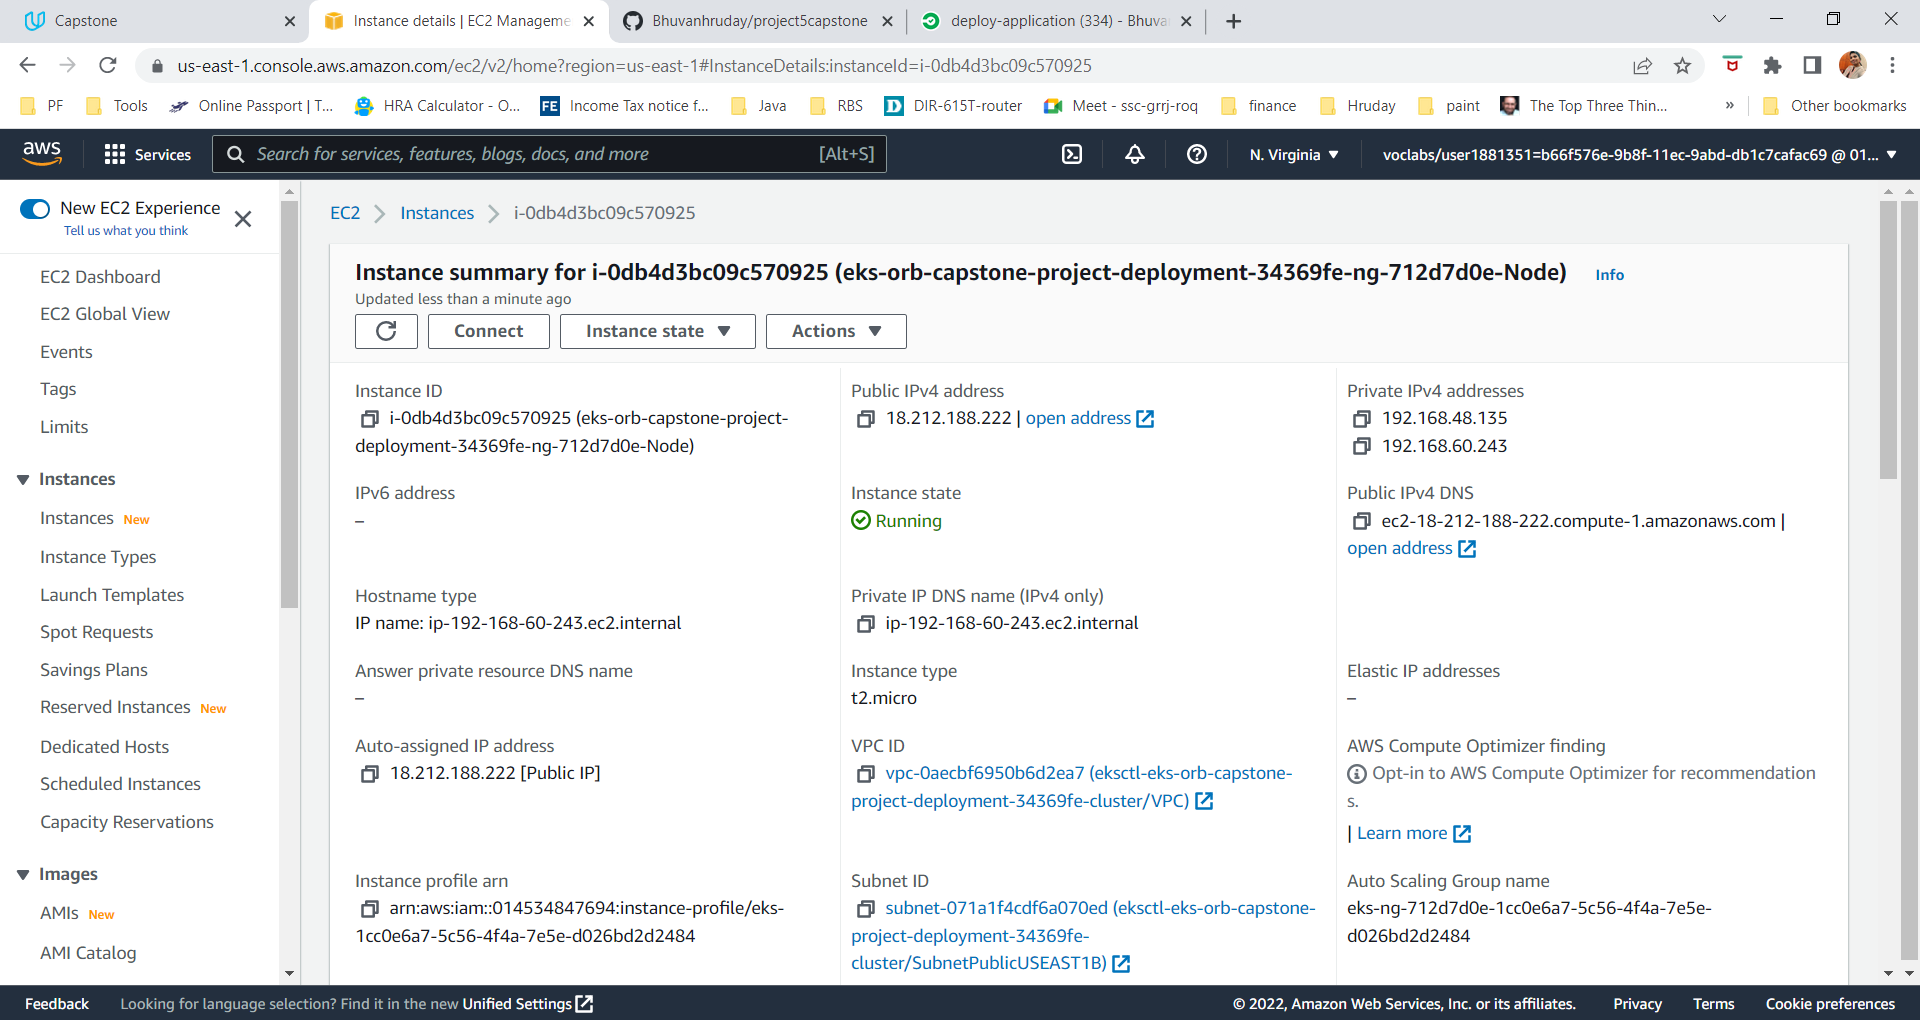 Capstone
Instance details | EC2 Manageme
Bhuvanhruday/project5capstone
deploy-application (334) - Bhuva
us-east-1.console.aws.amazon.com/ec2/v2/home?region=us-east-1#InstanceDetails:instanceId=i-0db4d3bc09c570925
PF
Tools
Online Passport | T...
HRA Calculator - O...
FE
Income Tax notice f...
Java
RBS
D
DIR-615T-router
Meet - ssc-grrj-roq
finance
Hruday
paint
The Top Three Thin...
»
Other bookmarks
aws
Services
Search for services, features, blogs, docs, and more
[Alt+S]
N. Virginia
voclabs/user1881351=b66f576e-9b8f-11ec-9abd-db1c7cafac69 @ 01...
New EC2 Experience
Tell us what you think
EC2 Dashboard
EC2 Global View
Events
Tags
Limits
Instances
Instances New
Instance Types
Launch Templates
Spot Requests
Savings Plans
Reserved Instances New
Dedicated Hosts
Scheduled Instances
Capacity Reservations
Images
AMIs New
AMI Catalog
EC2 > Instances > i-0db4d3bc09c570925
Instance summary for i-0db4d3bc09c570925 (eks-orb-capstone-project-deployment-34369fe-ng-712d7d0e-Node) Info
Updated less than a minute ago
Connect
Instance state
Actions
Instance ID
i-0db4d3bc09c570925 (eks-orb-capstone-project-
deployment-34369fe-ng-712d7d0e-Node)
Public IPv4 address
18.212.188.222 | open address
Private IPv4 addresses
192.168.48.135
192.168.60.243
IPv6 address
–
Instance state
Running
Public IPv4 DNS
ec2-18-212-188-222.compute-1.amazonaws.com |
open address
Hostname type
IP name: ip-192-168-60-243.ec2.internal
Private IP DNS name (IPv4 only)
ip-192-168-60-243.ec2.internal
Answer private resource DNS name
–
Instance type
t2.micro
Elastic IP addresses
–
Auto-assigned IP address
18.212.188.222 [Public IP]
VPC ID
vpc-0aecbf6950b6d2ea7 (eksctl-eks-orb-capstone-
project-deployment-34369fe-cluster/VPC)
AWS Compute Optimizer finding
Opt-in to AWS Compute Optimizer for recommendation
s.
| Learn more
Instance profile arn
arn:aws:iam::014534847694:instance-profile/eks-
1cc0e6a7-5c56-4f4a-7e5e-d026bd2d2484
Subnet ID
subnet-071a1f4cdf6a070ed (eksctl-eks-orb-capstone-
project-deployment-34369fe-
cluster/SubnetPublicUSEAST1B)
Auto Scaling Group name
eks-ng-712d7d0e-1cc0e6a7-5c56-4f4a-7e5e-
d026bd2d2484
Feedback
Looking for language selection? Find it in the new Unified Settings
© 2022, Amazon Web Services, Inc. or its affiliates.
Privacy
Terms
Cookie preferences